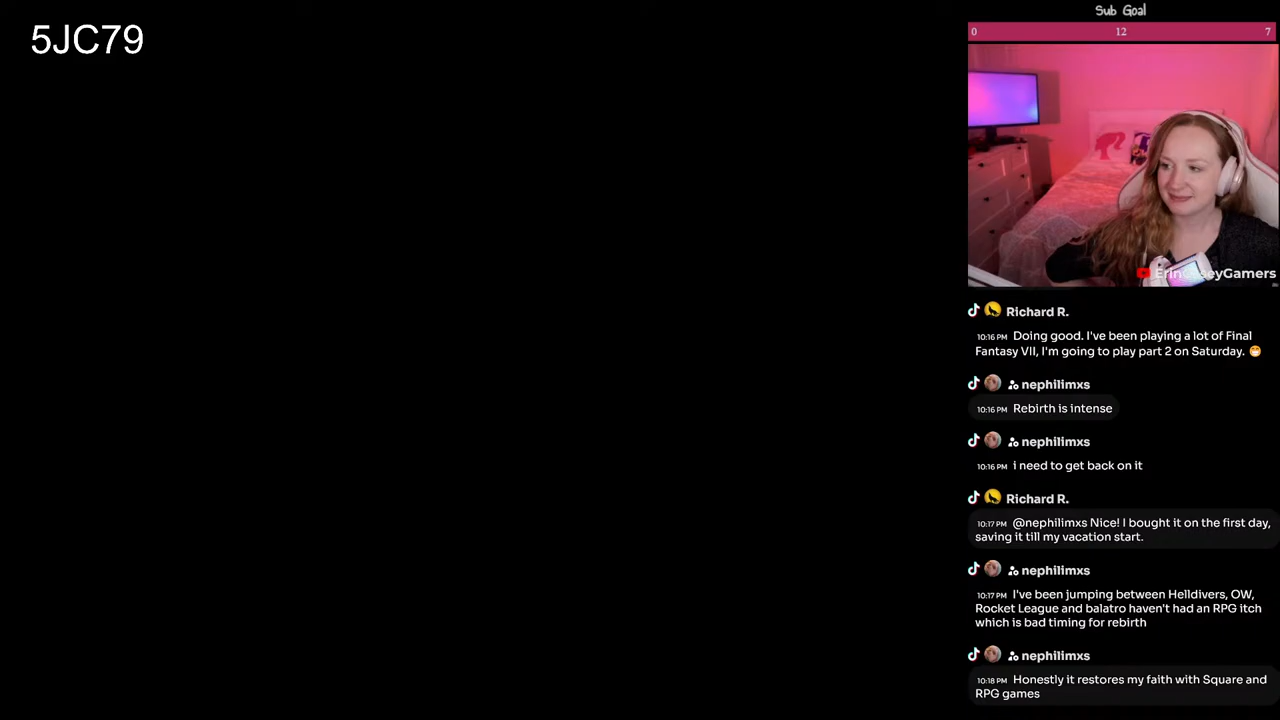 5JC79
Sub Goal
0 12 7
Richard R.
10:16 PM Doing good. I've been playing a lot of Final
Fantasy VII, I'm going to play part 2 on Saturday. 😁
nephilimxs
10:16 PM Rebirth is intense
nephilimxs
10:16 PM i need to get back on it
Richard R.
10:17 PM @nephilimxs Nice! I bought it on the first day,
saving it till my vacation start.
nephilimxs
10:17 PM I've been jumping between Helldivers, OW,
Rocket League and balatro haven't had an RPG itch
which is bad timing for rebirth
nephilimxs
10:18 PM Honestly it restores my faith with Square and
RPG games